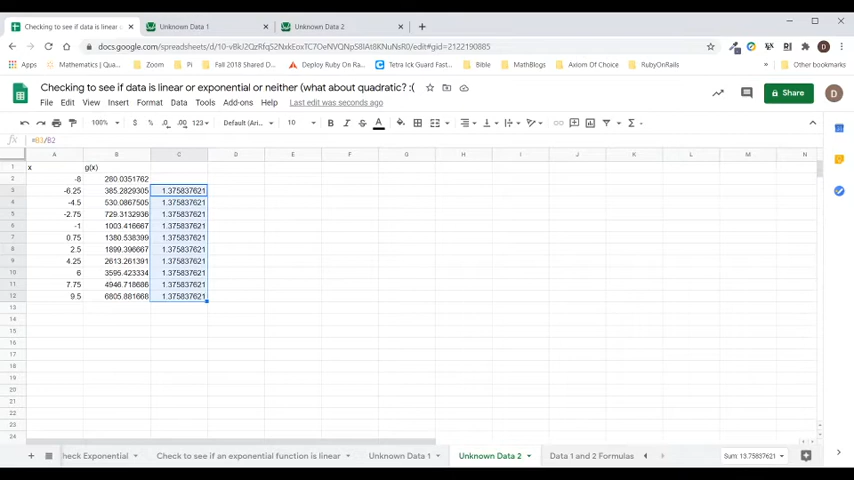 Checking to see if data is linear o
Unknown Data 1
Unknown Data 2
docs.google.com/spreadsheets/d/10-vBkJ2QzRfqS2NxkEoxTC7OeNVQNpS8IAt8KNuNsR0/edit#gid=2122190885
Apps
Mathematics (Qua...
Zoom
Pi
Fall 2018 Shared D...
Deploy Ruby On Ra...
Tetra Ick Guard Fast...
Bible
MathBlogs
Axiom Of Choice
RubyOnRails
Other bookmarks
Checking to see if data is linear or exponential or neither (what about quadratic? :(
File Edit View Insert Format Data Tools Add-ons Help Last edit was seconds ago
Share
D
100% $ % .0 .00 123 Default (Ari... 10 B I S A
fx =B3/B2
A B C D E F G H I J K L M N
1 x g(x)
2 -8 280.0351762
3 -6.25 385.2829305 1.375837621
4 -4.5 530.0867505 1.375837621
5 -2.75 729.3132936 1.375837621
6 -1 1003.416667 1.375837621
7 0.75 1380.538399 1.375837621
8 2.5 1899.396667 1.375837621
9 4.25 2613.261391 1.375837621
10 6 3595.423334 1.375837621
11 7.75 4946.718686 1.375837621
12 9.5 6805.881668 1.375837621
13
14
15
16
17
18
19
20
21
22
23
24
heck Exponential
Check to see if an exponential function is linear
Unknown Data 1
Unknown Data 2
Data 1 and 2 Formulas
Sum: 13.75837621